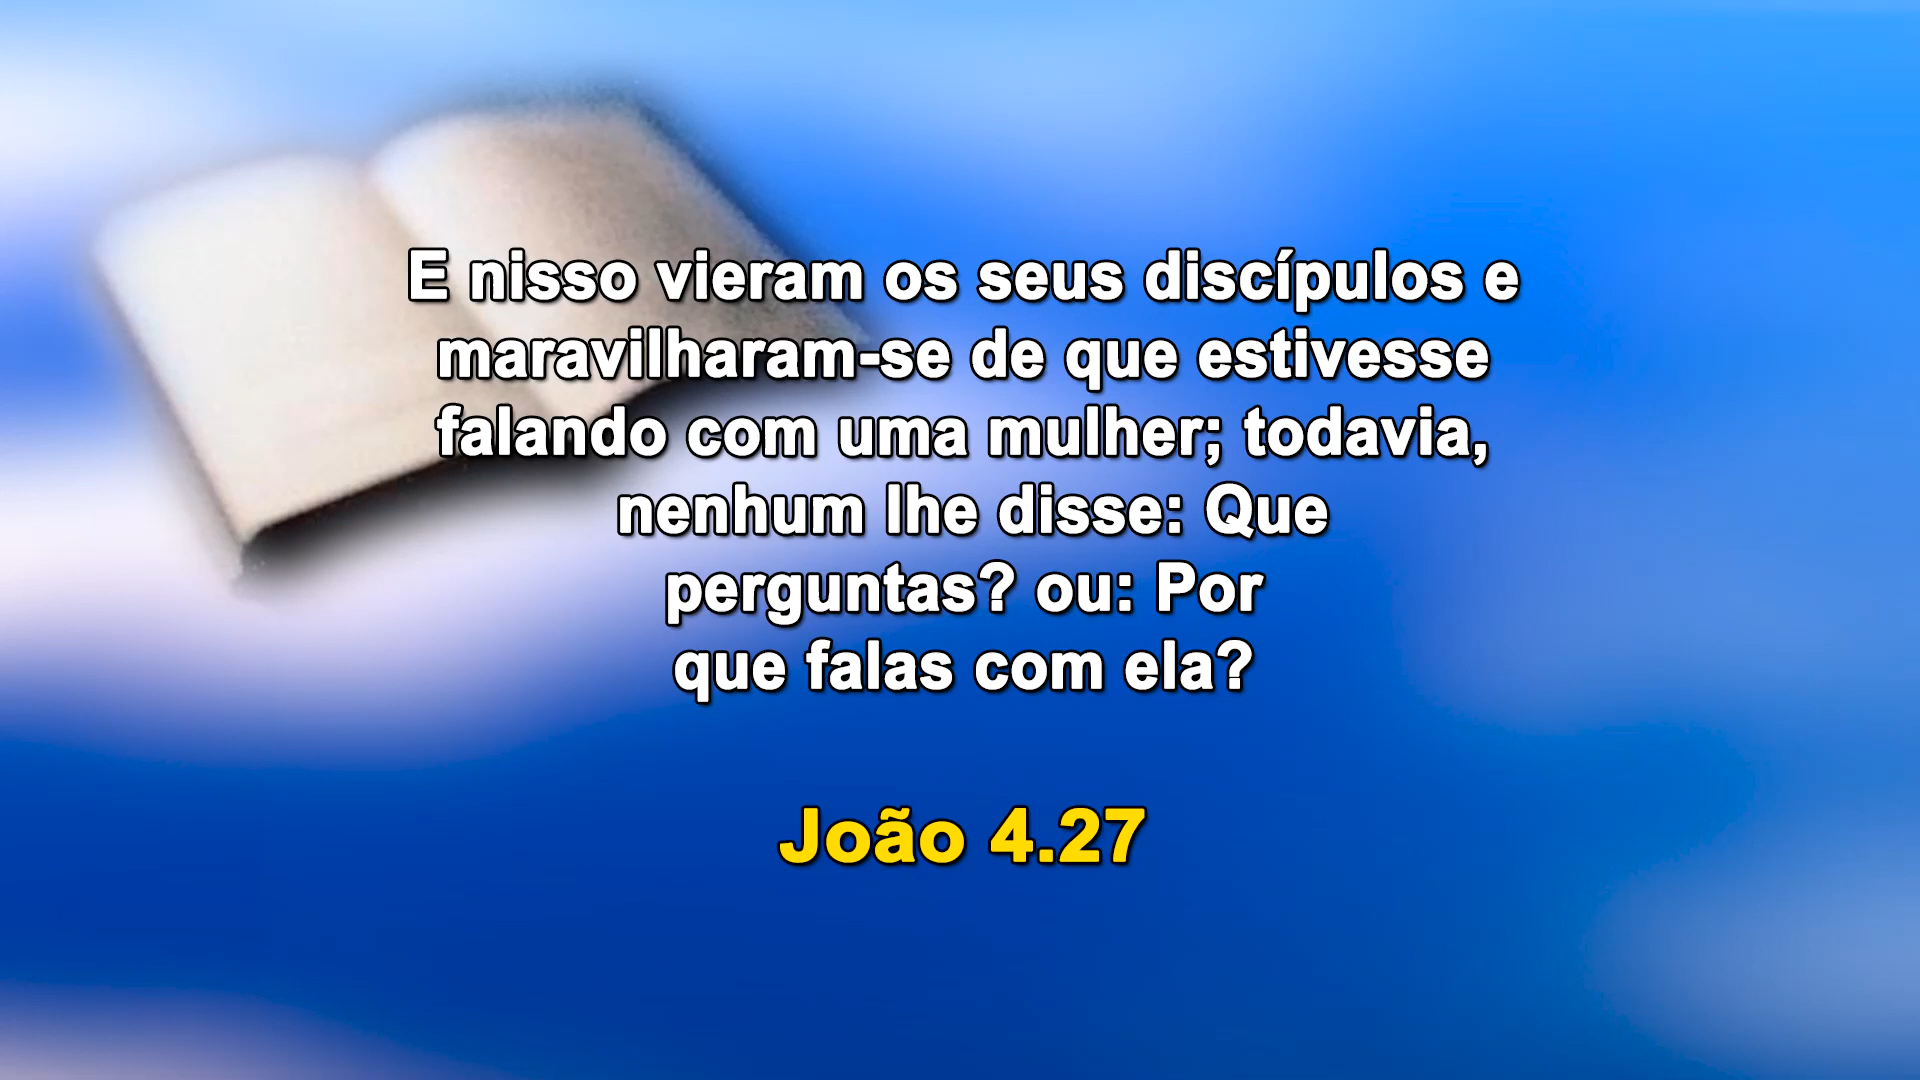 E nisso vieram os seus discípulos e
maravilharam-se de que estivesse
falando com uma mulher; todavia,
nenhum lhe disse: Que
perguntas? ou: Por
que falas com ela?
João 4.27